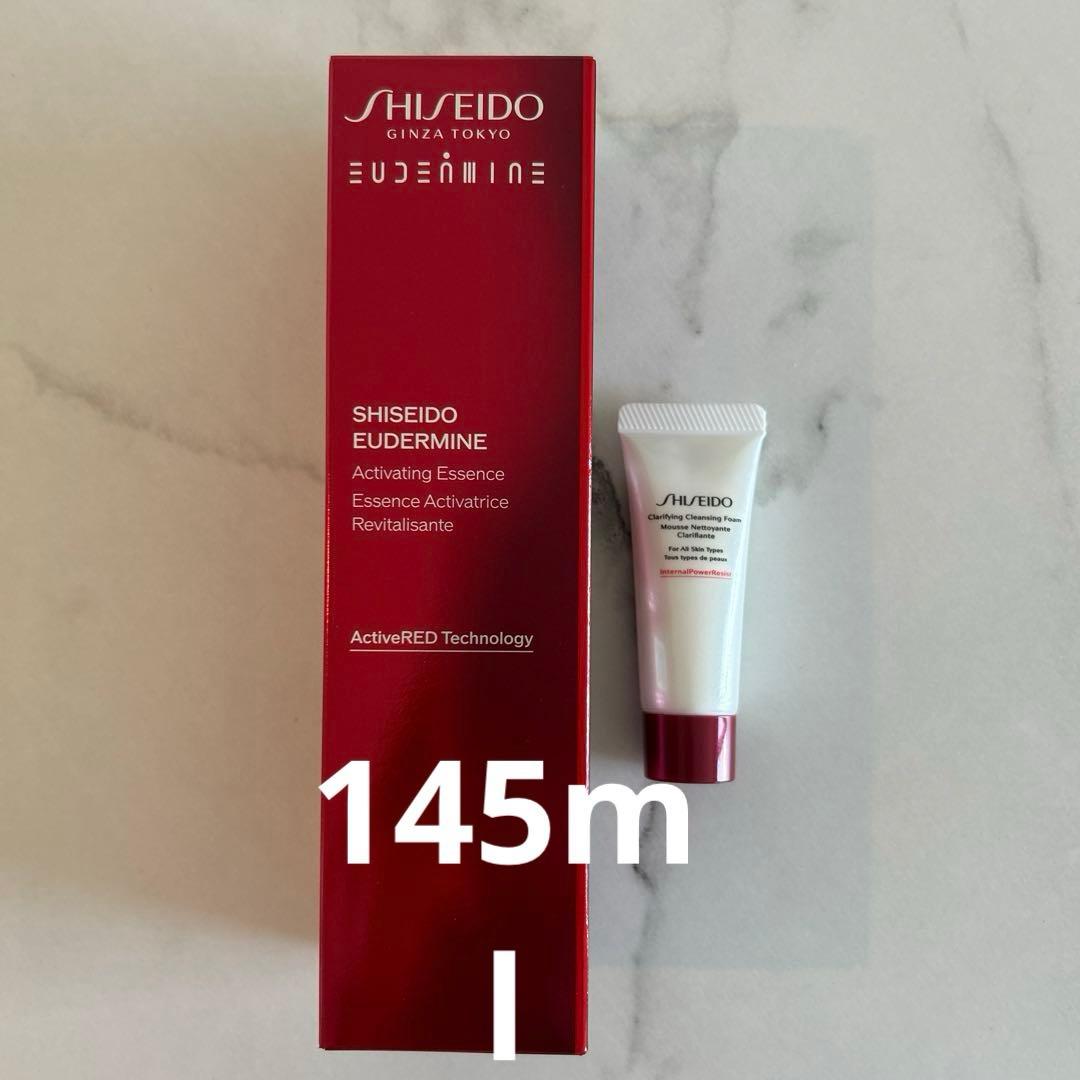 SHISEIDO
GINZA TOKYO
EUDERMINE
SHISEIDO
EUDERMINE
Activating Essence
Essence Activatrice
Revitalisante
ActiveRED Technology
SHISEIDO
Clarifying Cleansing Foam
Mousse Nettoyante
Clarifiante
For All Skin Types
Tous types de peaux
InternalPowerResist
145m
l